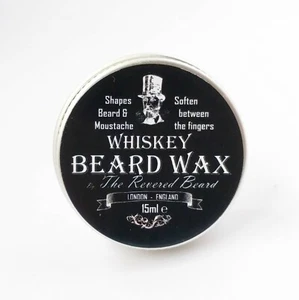 Shapes Beard & Moustache
Soften between the fingers
WHISKEY
BEARD WAX
By The Revered Beard
LONDON - ENGLAND
15ml e